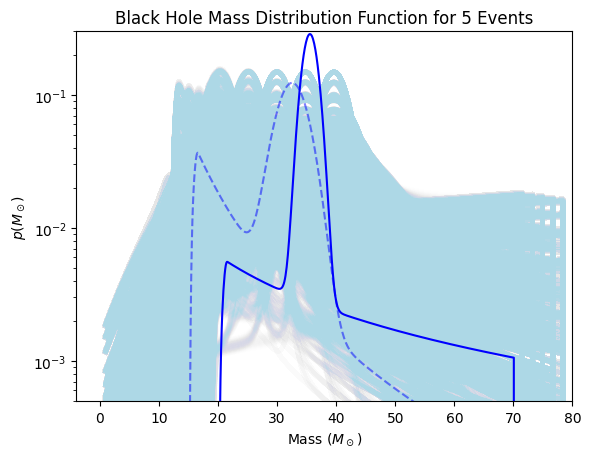 Black Hole Mass Distribution Function for 5 Events
10⁻¹
10⁻²
10⁻³
p(M⊙)
0 10 20 30 40 50 60 70 80
Mass (M⊙)